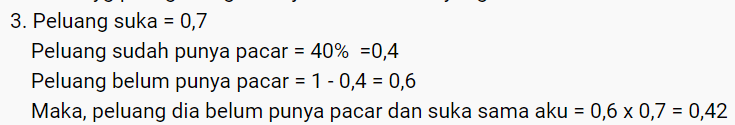 3. Peluang suka = 0,7
Peluang sudah punya pacar = 40% =0,4
Peluang belum punya pacar = 1 - 0,4 = 0,6
Maka, peluang dia belum punya pacar dan suka sama aku = 0,6 x 0,7 = 0,42